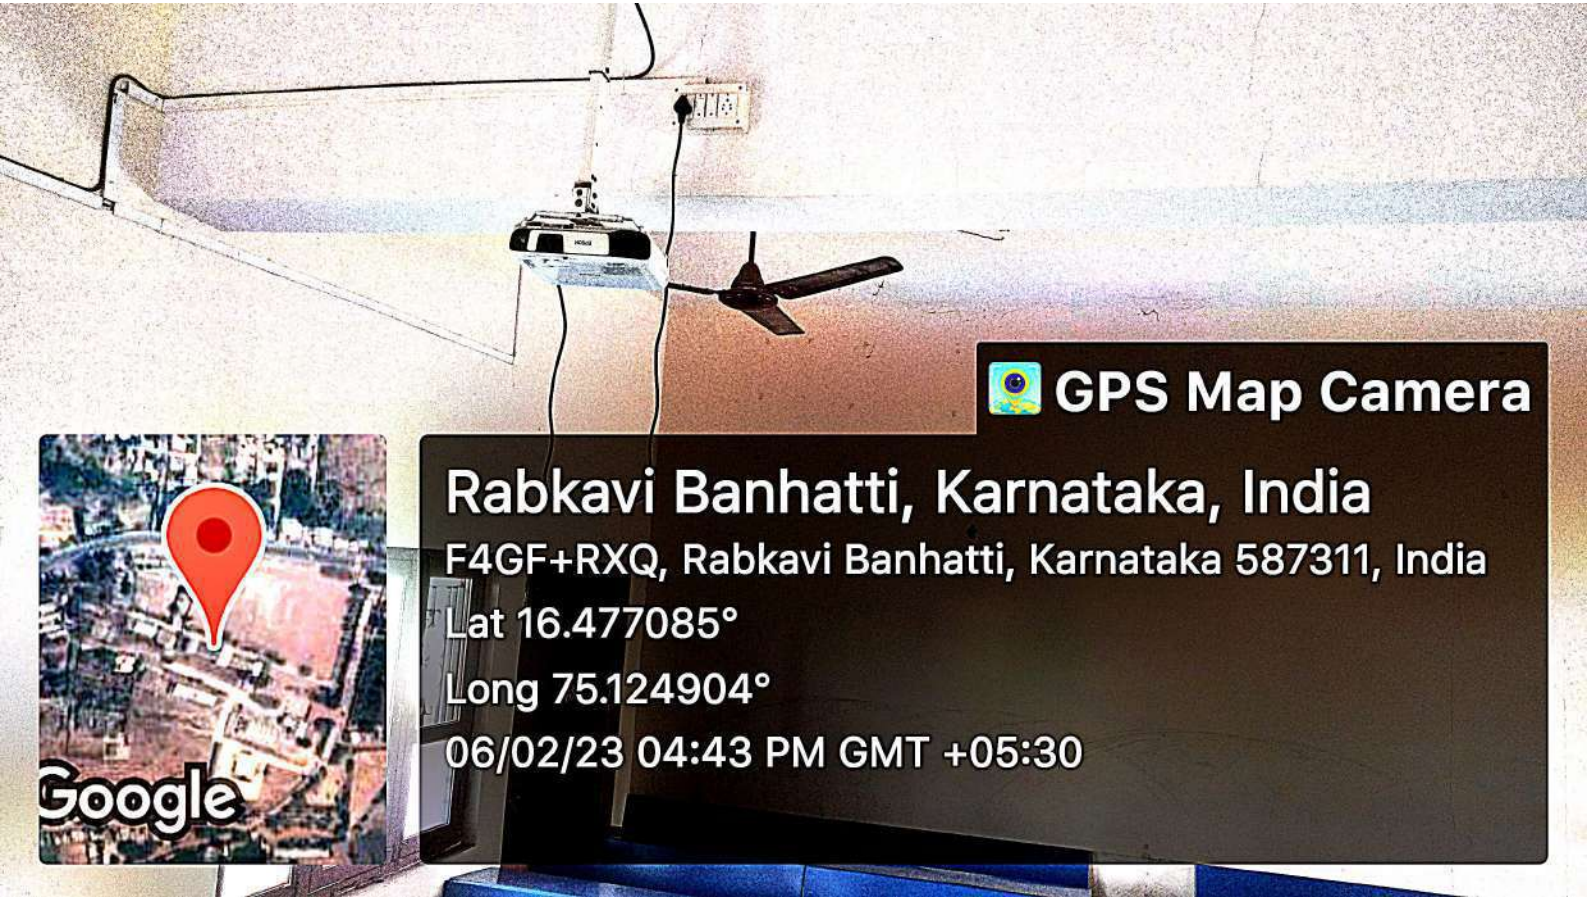 GPS Map Camera
Rabkavi Banhatti, Karnataka, India
F4GF+RXQ, Rabkavi Banhatti, Karnataka 587311, India
Lat 16.477085°
Long 75.124904°
06/02/23 04:43 PM GMT +05:30
Google